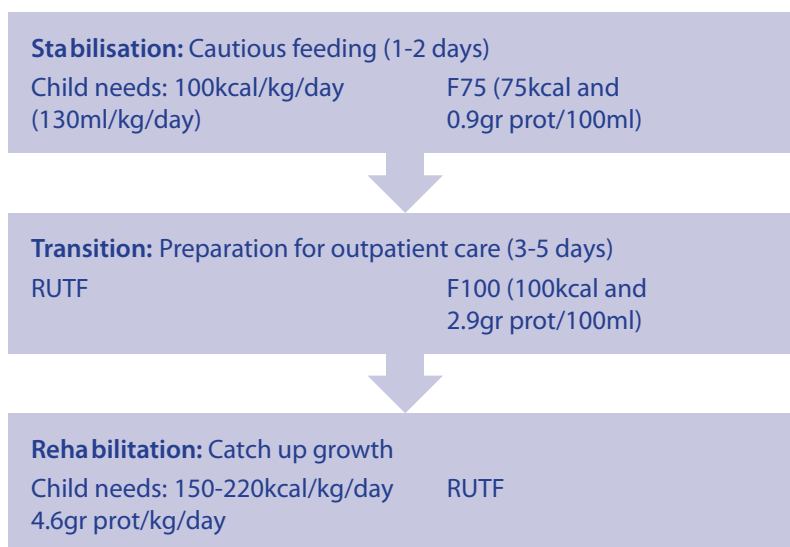 Stabilisation: Cautious feeding (1-2 days)
Child needs: 100kcal/kg/day
(130ml/kg/day)
F75 (75kcal and
0.9gr prot/100ml)
Transition: Preparation for outpatient care (3-5 days)
RUTF
F100 (100kcal and
2.9gr prot/100ml)
Rehabilitation: Catch up growth
Child needs: 150-220kcal/kg/day
4.6gr prot/kg/day
RUTF